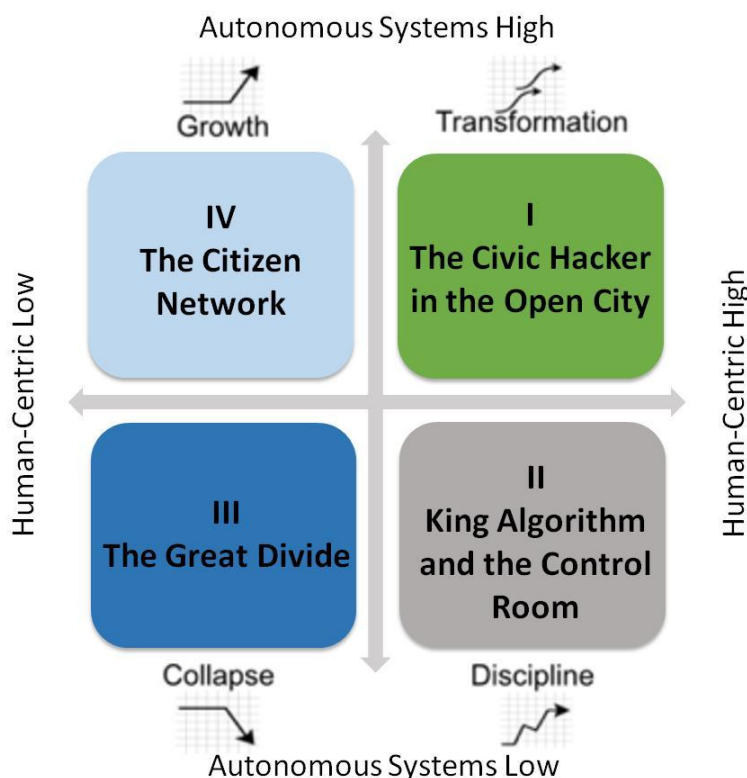 Autonomous Systems High
Growth
Transformation
IV
The Citizen
Network
I
The Civic Hacker
in the Open City
Human-Centric Low
Human-Centric High
III
The Great Divide
II
King Algorithm
and the Control
Room
Collapse
Discipline
Autonomous Systems Low